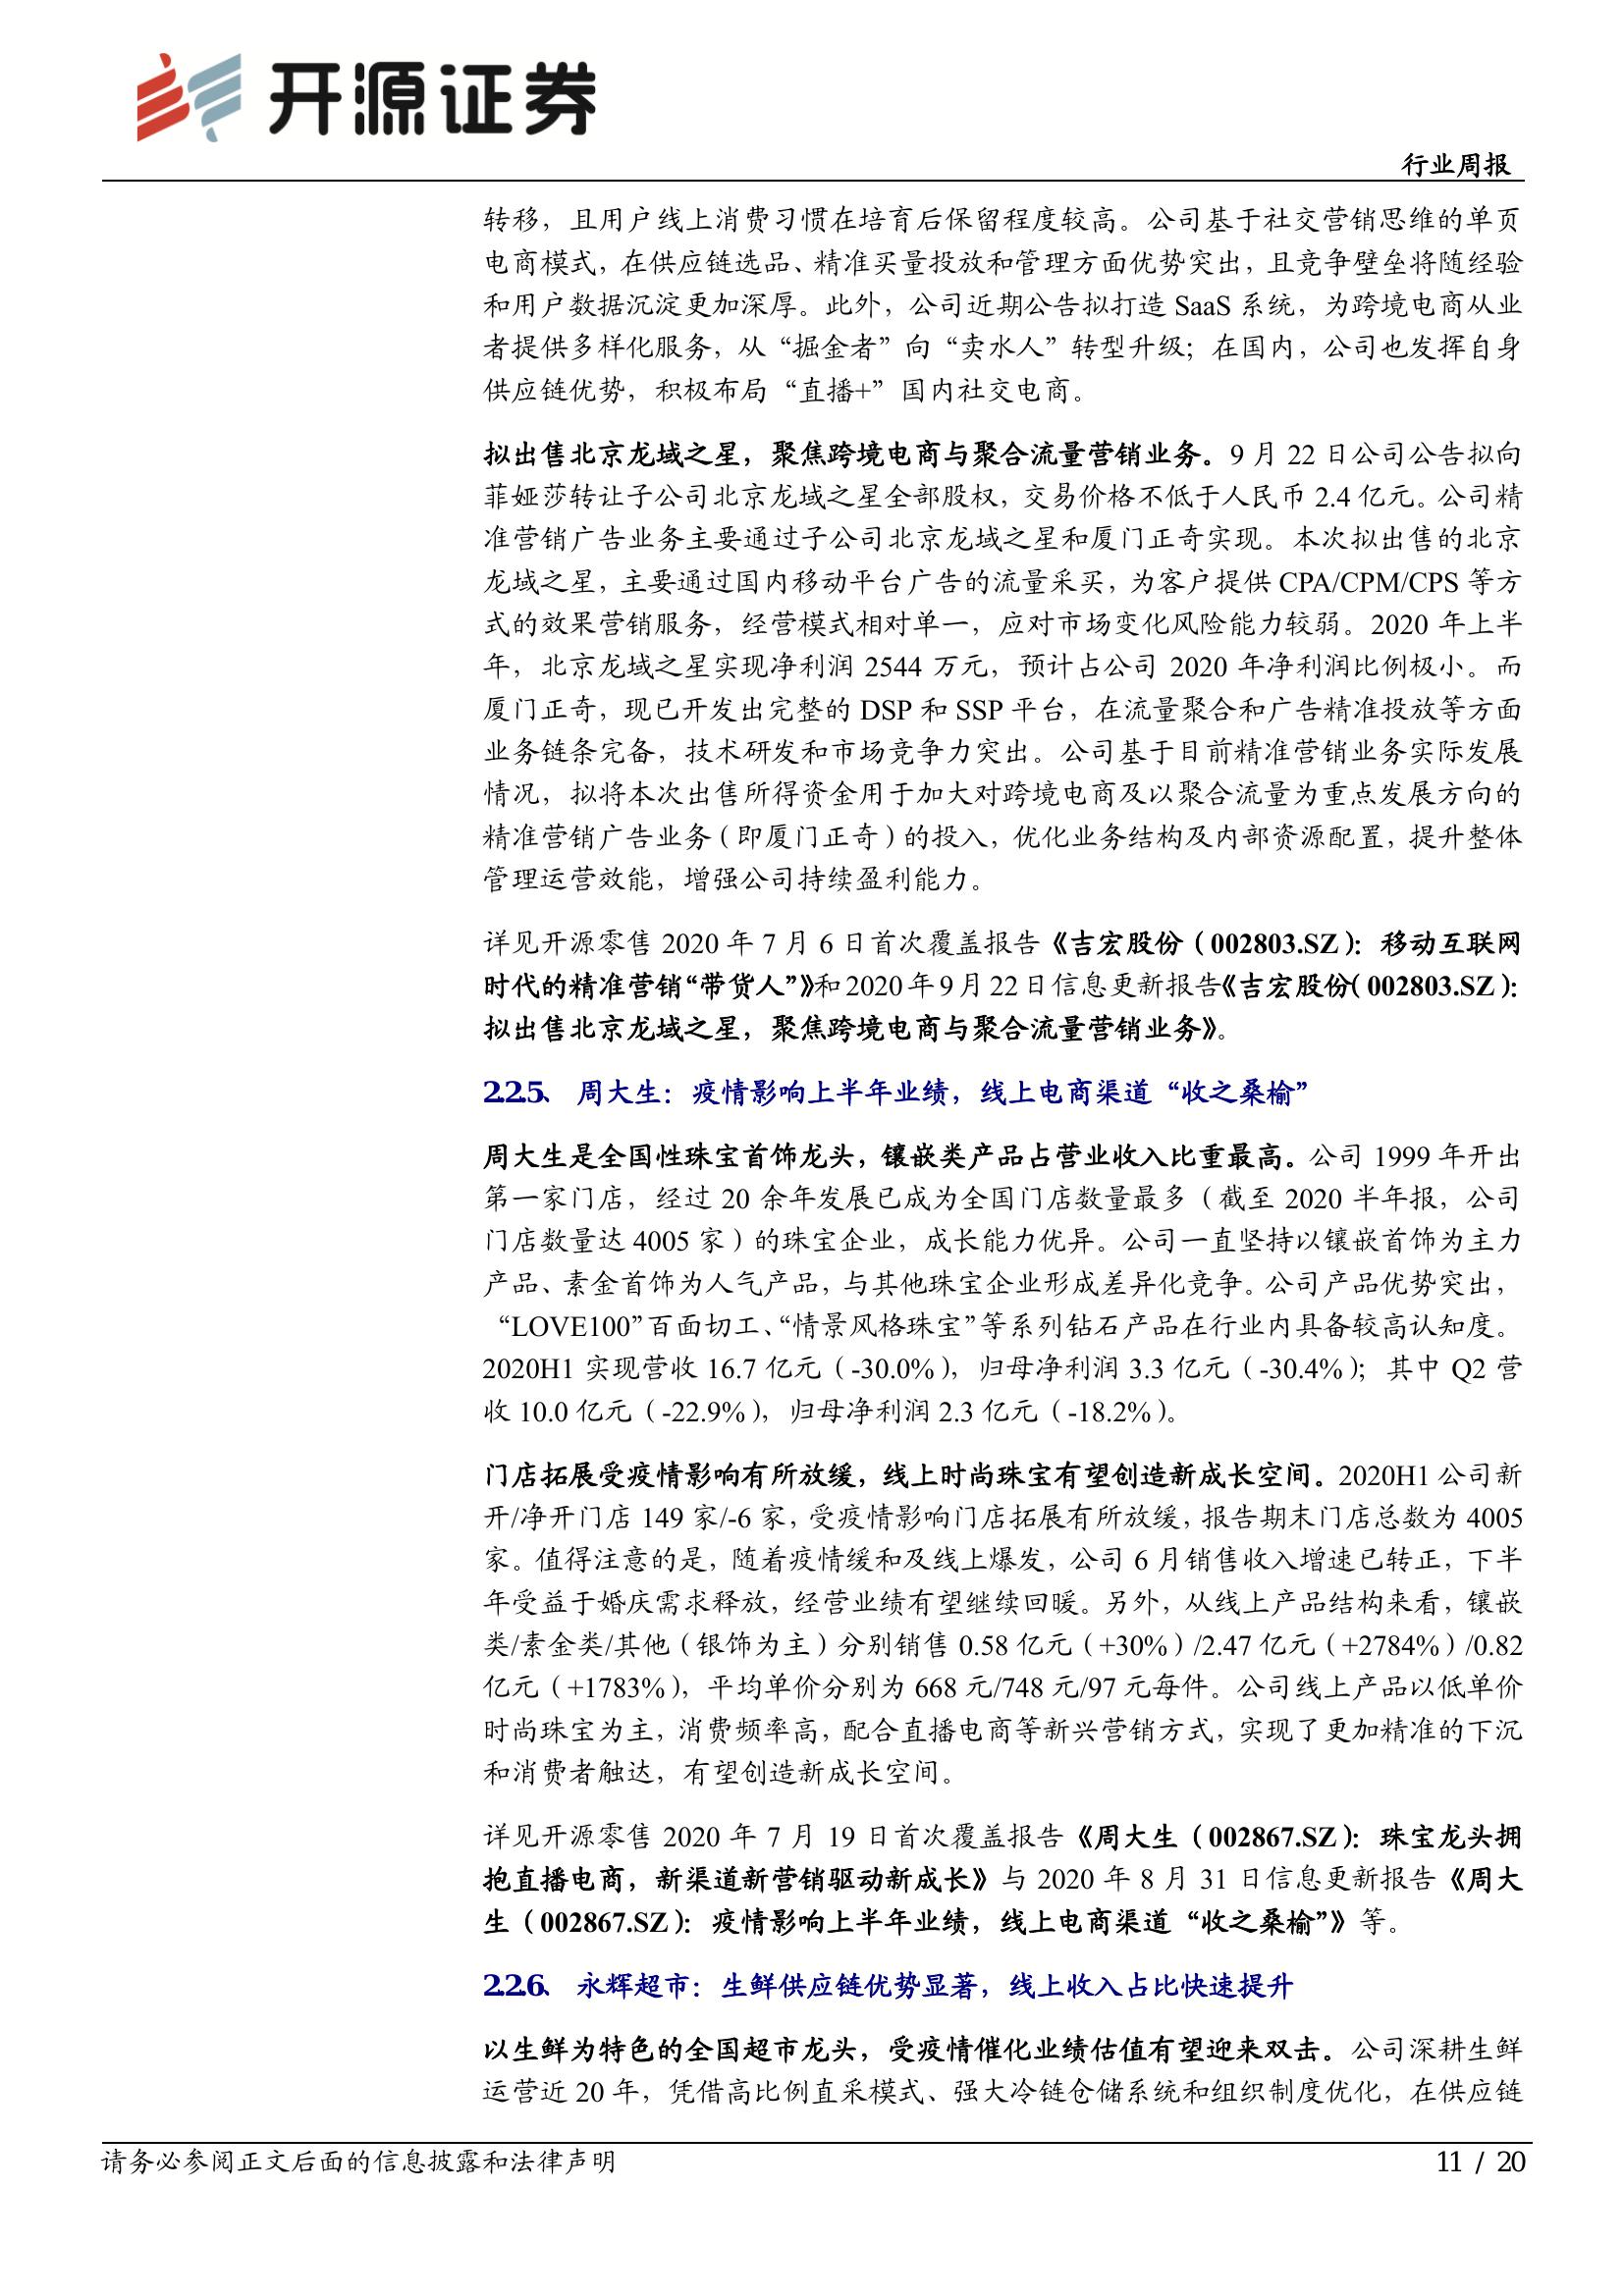 开源证券
行业周报
转移，且用户线上消费习惯在培育后保留程度较高。公司基于社交营销思维的单页
电商模式，在供应链选品、精准买量投放和管理方面优势突出，且竞争壁垒将随经验
和用户数据沉淀更加深厚。此外，公司近期公告拟打造 SaaS 系统，为跨境电商从业
者提供多样化服务，从“掘金者”向“卖水人”转型升级；在国内，公司也发挥自身
供应链优势，积极布局“直播+”国内社交电商。
拟出售北京龙域之星，聚焦跨境电商与聚合流量营销业务。9 月 22 日公司公告拟向
菲娅莎转让子公司北京龙域之星全部股权，交易价格不低于人民币 2.4 亿元。公司精
准营销广告业务主要通过子公司北京龙域之星和厦门正奇实现。本次拟出售的北京
龙域之星，主要通过国内移动平台广告的流量采买，为客户提供 CPA/CPM/CPS 等方
式的效果营销服务，经营模式相对单一，应对市场变化风险能力较弱。2020 年上半
年，北京龙域之星实现净利润 2544 万元，预计占公司 2020 年净利润比例极小。而
厦门正奇，现已开发出完整的 DSP 和 SSP 平台，在流量聚合和广告精准投放等方面
业务链条完备，技术研发和市场竞争力突出。公司基于目前精准营销业务实际发展
情况，拟将本次出售所得资金用于加大对跨境电商及以聚合流量为重点发展方向的
精准营销广告业务（即厦门正奇）的投入，优化业务结构及内部资源配置，提升整体
管理运营效能，增强公司持续盈利能力。
详见开源零售 2020 年 7 月 6 日首次覆盖报告《吉宏股份（002803.SZ）：移动互联网
时代的精准营销“带货人”》和 2020 年 9 月 22 日信息更新报告《吉宏股份（002803.SZ）：
拟出售北京龙域之星，聚焦跨境电商与聚合流量营销业务》。
2.2.5、 周大生：疫情影响上半年业绩，线上电商渠道“收之桑榆”
周大生是全国性珠宝首饰龙头，镶嵌类产品占营业收入比重最高。公司 1999 年开出
第一家门店，经过 20 余年发展已成为全国门店数量最多（截至 2020 半年报，公司
门店数量达 4005 家）的珠宝企业，成长能力优异。公司一直坚持以镶嵌首饰为主力
产品、素金首饰为人气产品，与其他珠宝企业形成差异化竞争。公司产品优势突出，
“LOVE100”百面切工、“情景风格珠宝”等系列钻石产品在行业内具备较高认知度。
2020H1 实现营收 16.7 亿元（-30.0%），归母净利润 3.3 亿元（-30.4%）；其中 Q2 营
收 10.0 亿元（-22.9%），归母净利润 2.3 亿元（-18.2%）。
门店拓展受疫情影响有所放缓，线上时尚珠宝有望创造新成长空间。2020H1 公司新
开/净开门店 149 家/-6 家，受疫情影响门店拓展有所放缓，报告期末门店总数为 4005
家。值得注意的是，随着疫情缓和及线上爆发，公司 6 月销售收入增速已转正，下半
年受益于婚庆需求释放，经营业绩有望继续回暖。另外，从线上产品结构来看，镶嵌
类/素金类/其他（银饰为主）分别销售 0.58 亿元（+30%）/2.47 亿元（+2784%）/0.82
亿元（+1783%），平均单价分别为 668 元/748 元/97 元每件。公司线上产品以低单价
时尚珠宝为主，消费频率高，配合直播电商等新兴营销方式，实现了更加精准的下沉
和消费者触达，有望创造新成长空间。
详见开源零售 2020 年 7 月 19 日首次覆盖报告《周大生（002867.SZ）：珠宝龙头拥
抱直播电商，新渠道新营销驱动新成长》与 2020 年 8 月 31 日信息更新报告《周大
生（002867.SZ）：疫情影响上半年业绩，线上电商渠道“收之桑榆”》等。
2.2.6、 永辉超市：生鲜供应链优势显著，线上收入占比快速提升
以生鲜为特色的全国超市龙头，受疫情催化业绩估值有望迎来双击。公司深耕生鲜
运营近 20 年，凭借高比例直采模式、强大冷链仓储系统和组织制度优化，在供应链
请务必参阅正文后面的信息披露和法律声明
11 / 20